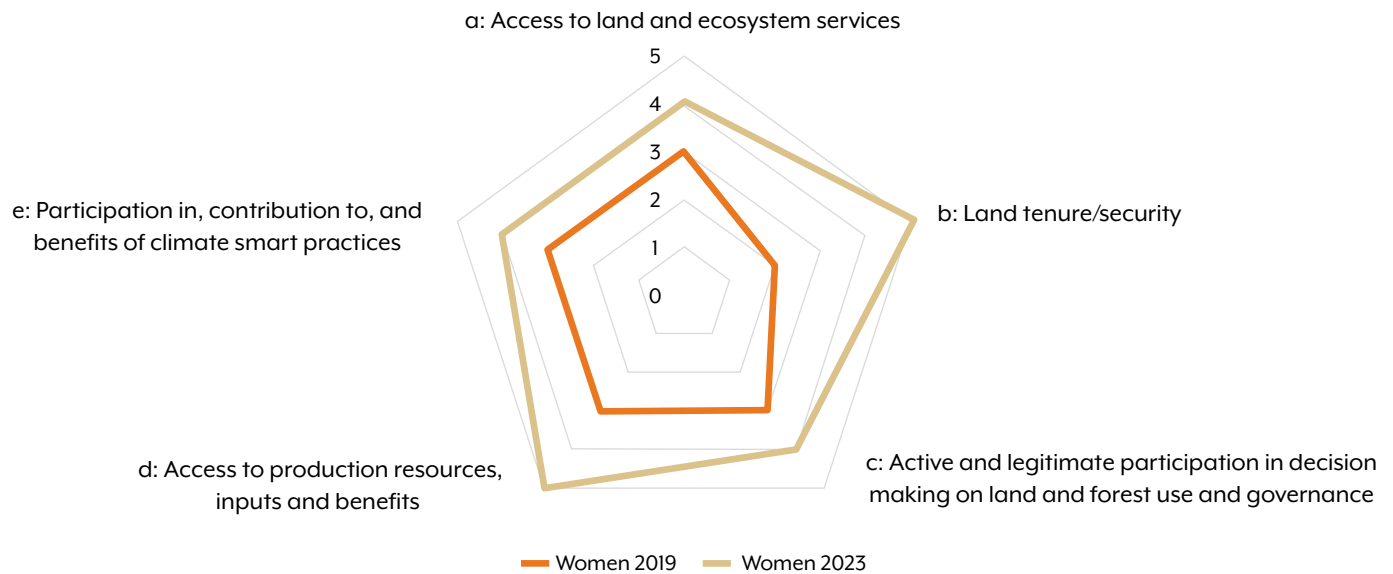 a: Access to land and ecosystem services
5
4
3
2
1
0
e: Participation in, contribution to, and
benefits of climate smart practices
b: Land tenure/security
d: Access to production resources,
inputs and benefits
c: Active and legitimate participation in decision
making on land and forest use and governance
Women 2019
Women 2023